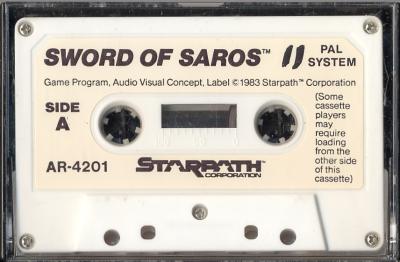 SWORD OF SAROS™
PAL
SYSTEM
Game Program, Audio Visual Concept, Label ©1983 Starpath™ Corporation
SIDE
A
(Some
cassette
players
may
require
loading
from the
other side
of this
cassette)
AR-4201
STARPATH™
CORPORATION